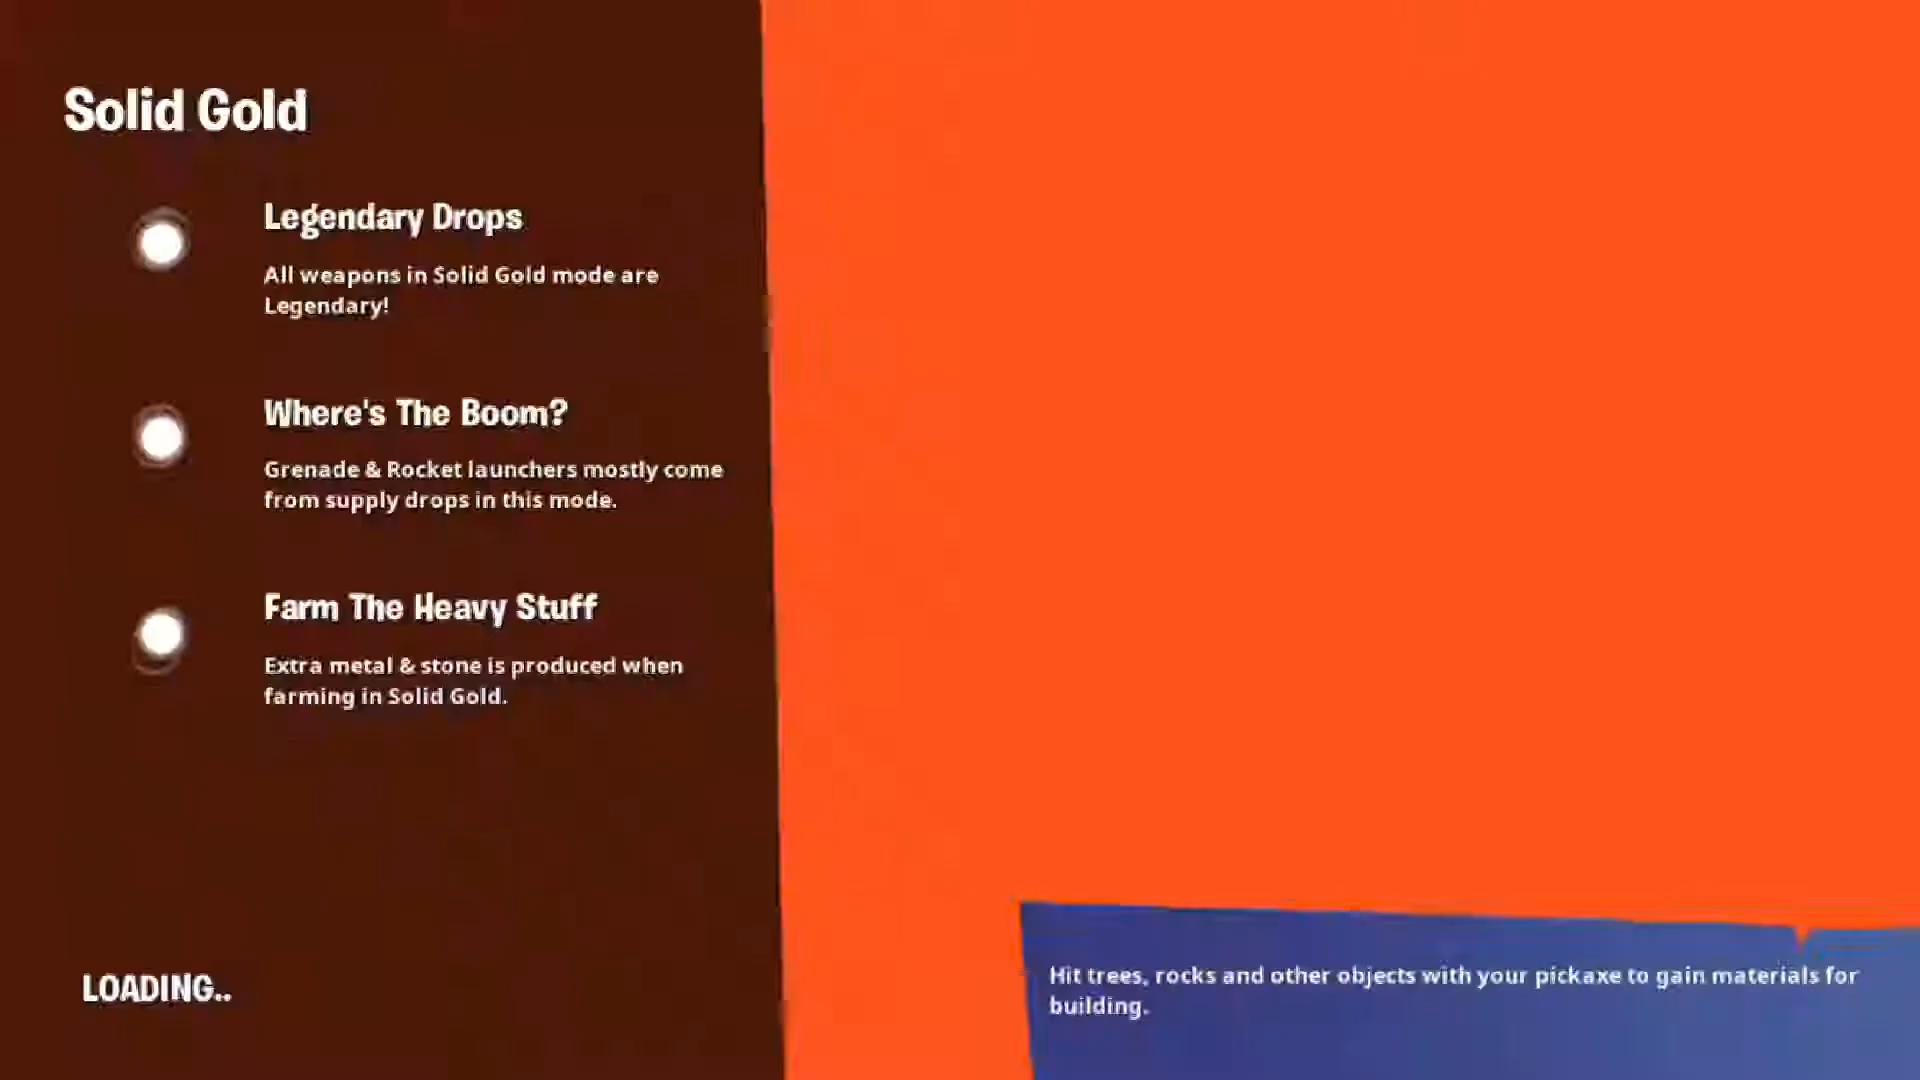 Solid Gold
Legendary Drops
All weapons in Solid Gold mode are
Legendary!
Where's The Boom?
Grenade & Rocket launchers mostly come
from supply drops in this mode.
Farm The Heavy Stuff
Extra metal & stone is produced when
farming in Solid Gold.
LOADING..
Hit trees, rocks and other objects with your pickaxe to gain materials for
building.